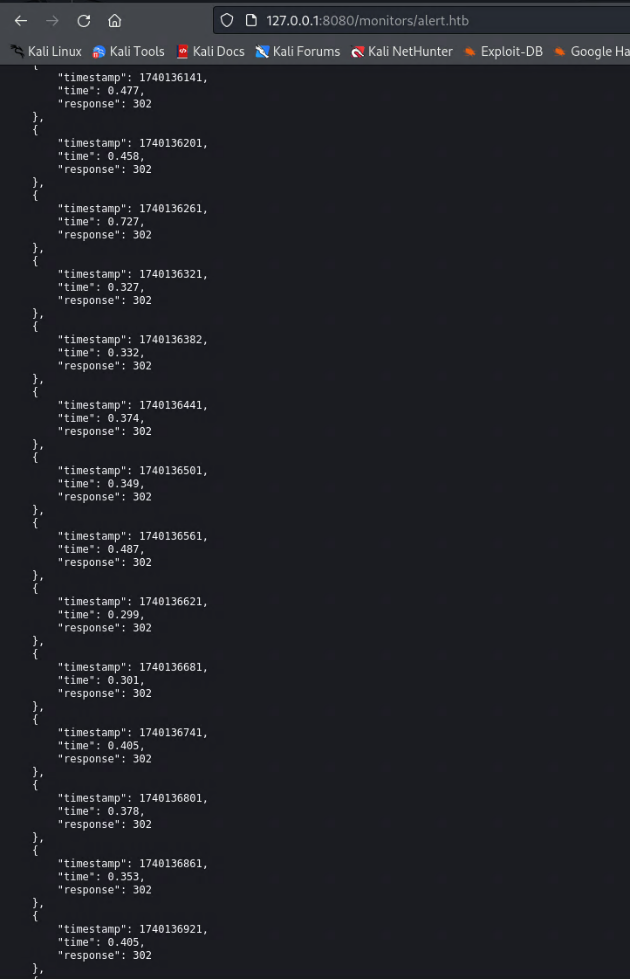 127.0.0.1:8080/monitors/alert.htb
Kali Linux Kali Tools Kali Docs Kali Forums Kali NetHunter Exploit-DB Google Ha
{
"timestamp": 1740136141,
"time": 0.477,
"response": 302
},
{
"timestamp": 1740136201,
"time": 0.458,
"response": 302
},
{
"timestamp": 1740136261,
"time": 0.727,
"response": 302
},
{
"timestamp": 1740136321,
"time": 0.327,
"response": 302
},
{
"timestamp": 1740136382,
"time": 0.332,
"response": 302
},
{
"timestamp": 1740136441,
"time": 0.374,
"response": 302
},
{
"timestamp": 1740136501,
"time": 0.349,
"response": 302
},
{
"timestamp": 1740136561,
"time": 0.487,
"response": 302
},
{
"timestamp": 1740136621,
"time": 0.299,
"response": 302
},
{
"timestamp": 1740136681,
"time": 0.301,
"response": 302
},
{
"timestamp": 1740136741,
"time": 0.405,
"response": 302
},
{
"timestamp": 1740136801,
"time": 0.378,
"response": 302
},
{
"timestamp": 1740136861,
"time": 0.353,
"response": 302
},
{
"timestamp": 1740136921,
"time": 0.405,
"response": 302
},
{